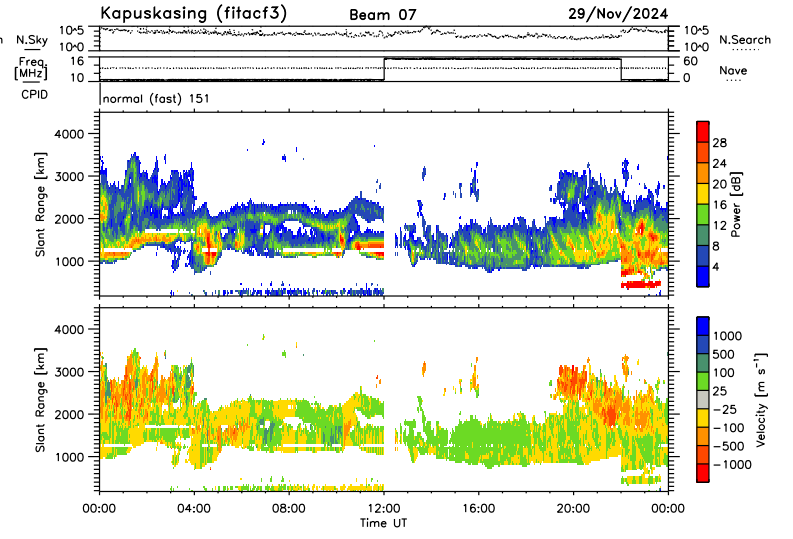 Kapuskasing (fitacf3) Beam 07 29/Nov/2024
n N.Sky 10^5 10^5 N.Search
10^0 10^0
Freq. 16 60 Nave
[MHz] 10 0
CPID normal (fast) 151
Slant Range [km]
4000
3000
2000
1000
28
24
20
16
12
8
4
Power [dB]
Slant Range [km]
4000
3000
2000
1000
1000
500
100
25
-25
-100
-500
-1000
Velocity [m s^-1]
00:00 04:00 08:00 12:00 16:00 20:00 00:00
Time UT